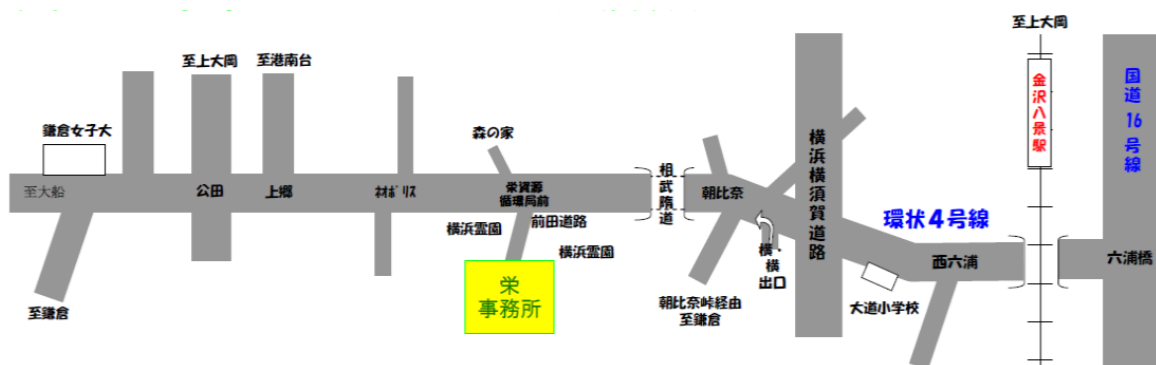 至上大岡
至上大岡
至港南台
鎌倉女子大
森の家
金沢八景駅
国道16号線
横浜横須賀道路
至大船
公田
上郷
ネオポリス
栄資源
循環局前
相武隋道
朝比奈
環状4号線
前田道路
横浜霊園
横浜霊園
横・横
出口
西六浦
六浦橋
栄
事務所
至鎌倉
朝比奈峠経由
至鎌倉
大道小学校